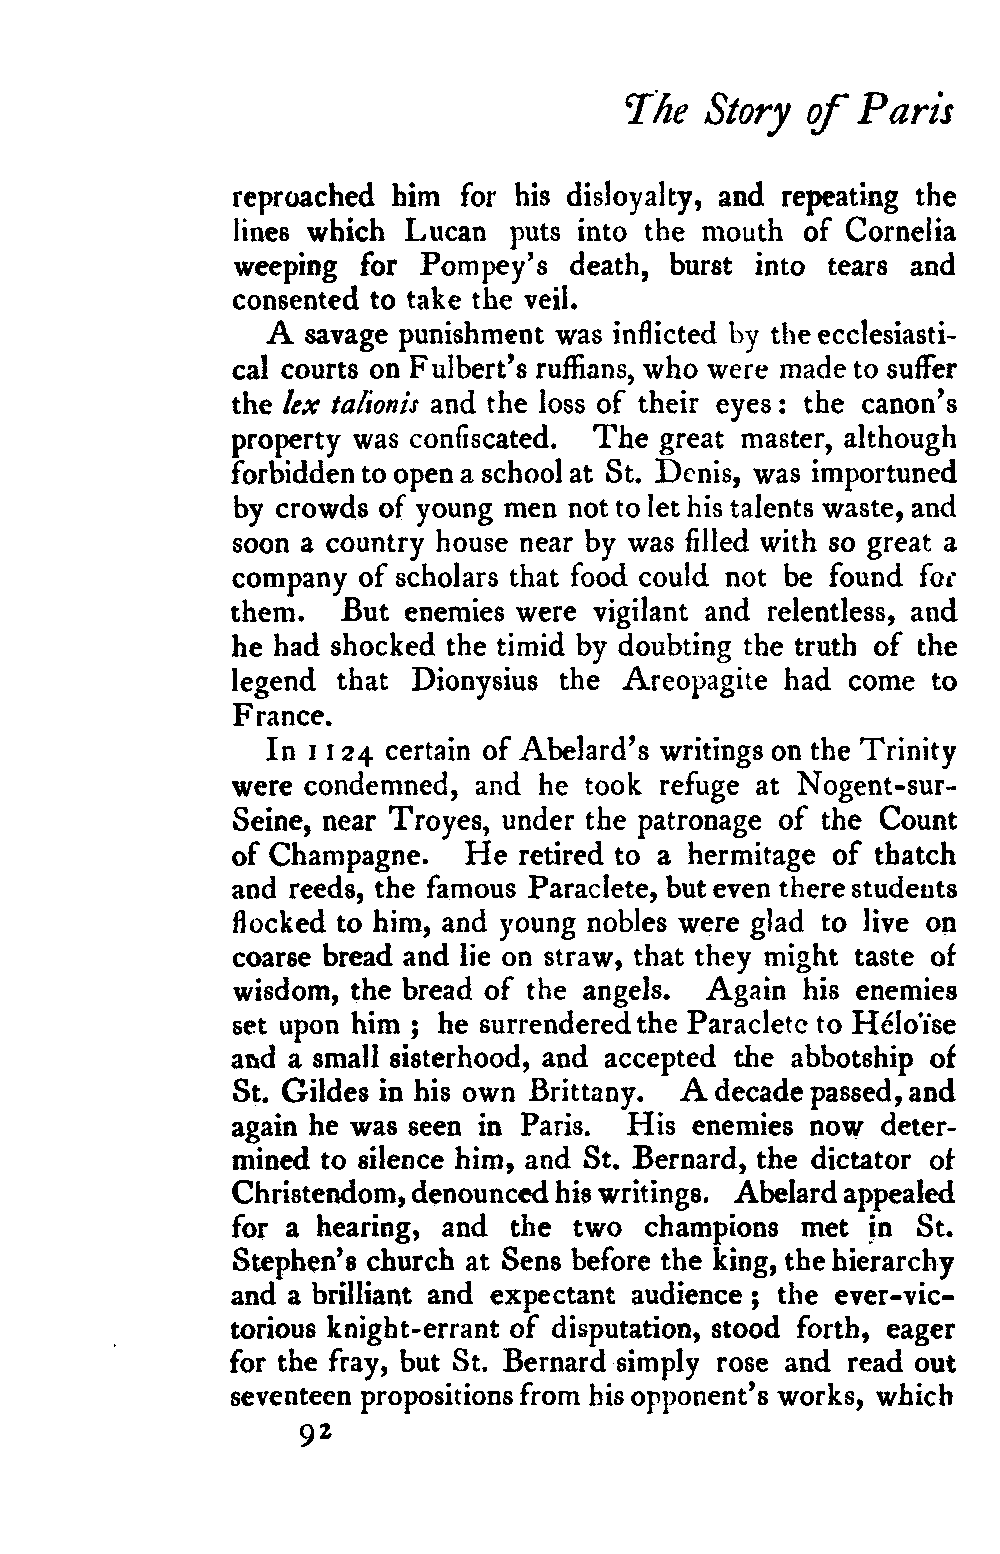 The Story of Paris
reproached him for his disloyalty, and repeating the
lines which Lucan puts into the mouth of Cornelia
weeping for Pompey's death, burst into tears and
consented to take the veil.
A savage punishment was inflicted by the ecclesiasti-
cal courts on Fulbert's ruffians, who were made to suffer
the lex talionis and the loss of their eyes: the canon's
property was confiscated. The great master, although
forbidden to open a school at St. Denis, was importuned
by crowds of young men not to let his talents waste, and
soon a country house near by was filled with so great a
company of scholars that food could not be found for
them. But enemies were vigilant and relentless, and
he had shocked the timid by doubting the truth of the
legend that Dionysius the Areopagite had come to
France.
In 1124 certain of Abelard's writings on the Trinity
were condemned, and he took refuge at Nogent-sur-
Seine, near Troyes, under the patronage of the Count
of Champagne. He retired to a hermitage of thatch
and reeds, the famous Paraclete, but even there students
flocked to him, and young nobles were glad to live on
coarse bread and lie on straw, that they might taste of
wisdom, the bread of the angels. Again his enemies
set upon him ; he surrendered the Paraclete to Héloïse
and a small sisterhood, and accepted the abbotship of
St. Gildes in his own Brittany. A decade passed, and
again he was seen in Paris. His enemies now deter-
mined to silence him, and St. Bernard, the dictator of
Christendom, denounced his writings. Abelard appealed
for a hearing, and the two champions met in St.
Stephen's church at Sens before the king, the hierarchy
and a brilliant and expectant audience ; the ever-vic-
torious knight-errant of disputation, stood forth, eager
for the fray, but St. Bernard simply rose and read out
seventeen propositions from his opponent's works, which
92